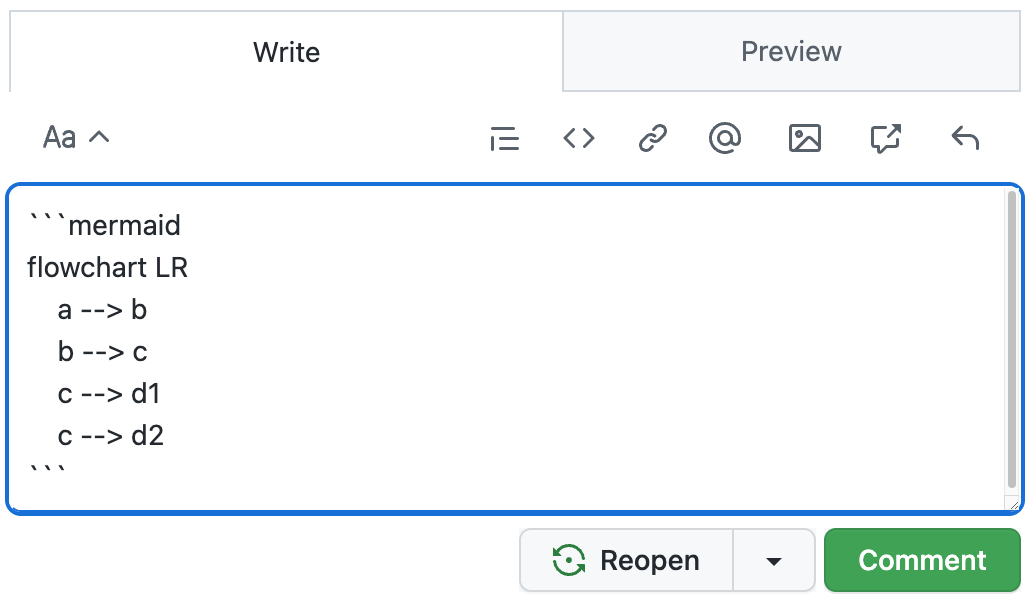 Write
Preview
Aa
```mermaid
flowchart LR
    a --> b
    b --> c
    c --> d1
    c --> d2
```
Reopen
Comment